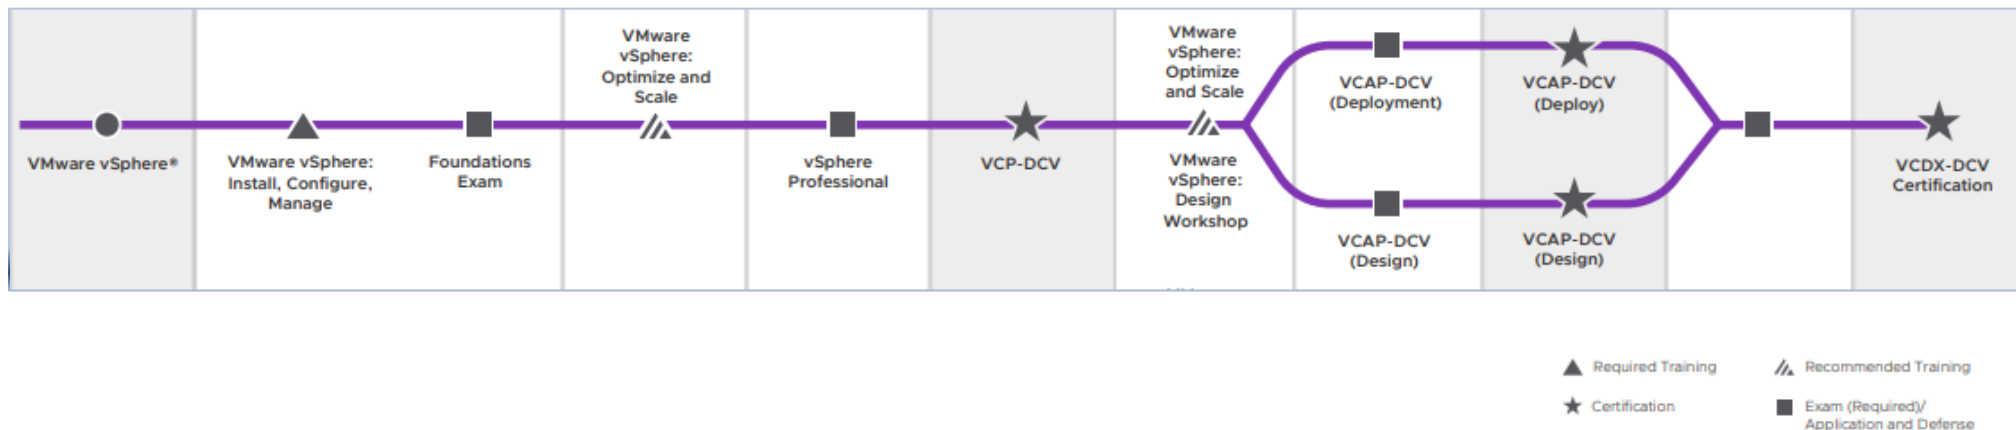 VMware vSphere®
VMware vSphere:
Install, Configure,
Manage
Foundations
Exam
VMware
vSphere:
Optimize and
Scale
vSphere
Professional
VCP-DCV
VMware
vSphere:
Optimize
and Scale
VMware
vSphere:
Design
Workshop
VCAP-DCV
(Deployment)
VCAP-DCV
(Deploy)
VCAP-DCV
(Design)
VCAP-DCV
(Design)
VCDX-DCV
Certification
Required Training
Recommended Training
Certification
Exam (Required)/
Application and Defense